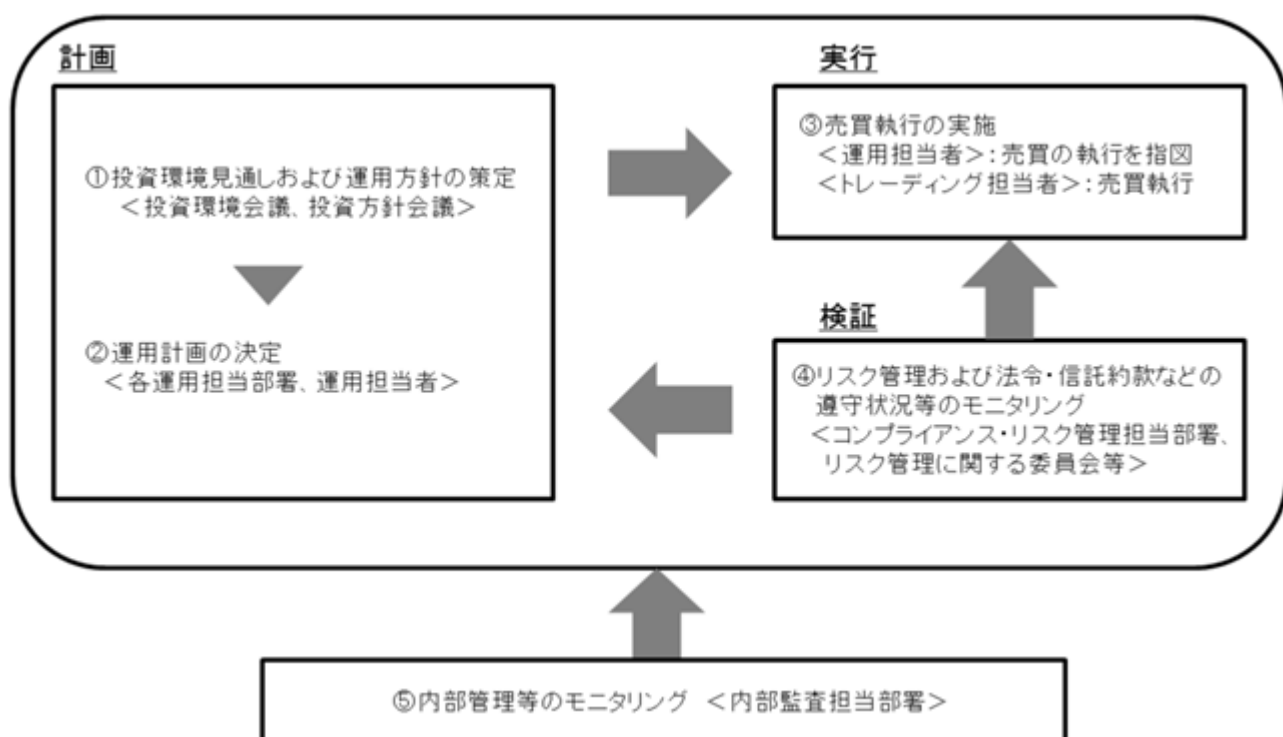 計画
①投資環境見通しおよび運用方針の策定
＜投資環境会議、投資方針会議＞
②運用計画の決定
＜各運用担当部署、運用担当者＞
実行
③売買執行の実施
＜運用担当者＞：売買の執行を指図
＜トレーディング担当者＞：売買執行
検証
④リスク管理および法令・信託約款などの
遵守状況等のモニタリング
＜コンプライアンス・リスク管理担当部署、
リスク管理に関する委員会等＞
⑤内部管理等のモニタリング ＜内部監査担当部署＞